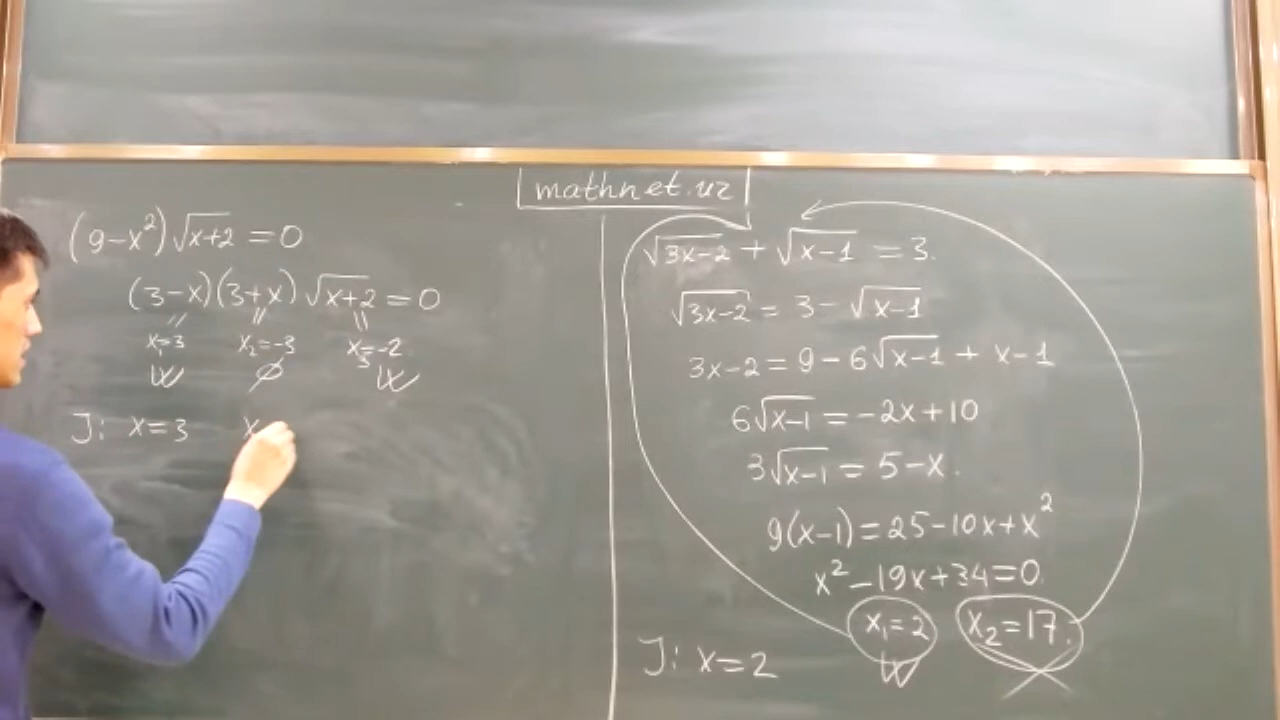 mathnet.uz
(9-x²)√(x+2) = 0
(3-x)(3+x)√(x+2) = 0
x₁=3 x₂=-3 x₃=-2
∅
J: x=3 x
√(3x-2) + √(x-1) = 3.
√(3x-2) = 3 - √(x-1)
3x-2 = 9 - 6√(x-1) + x-1
6√(x-1) = -2x+10
3√(x-1) = 5-x.
9(x-1) = 25-10x+x²
x²-19x+34=0
x₁=2 x₂=17.
J: x=2